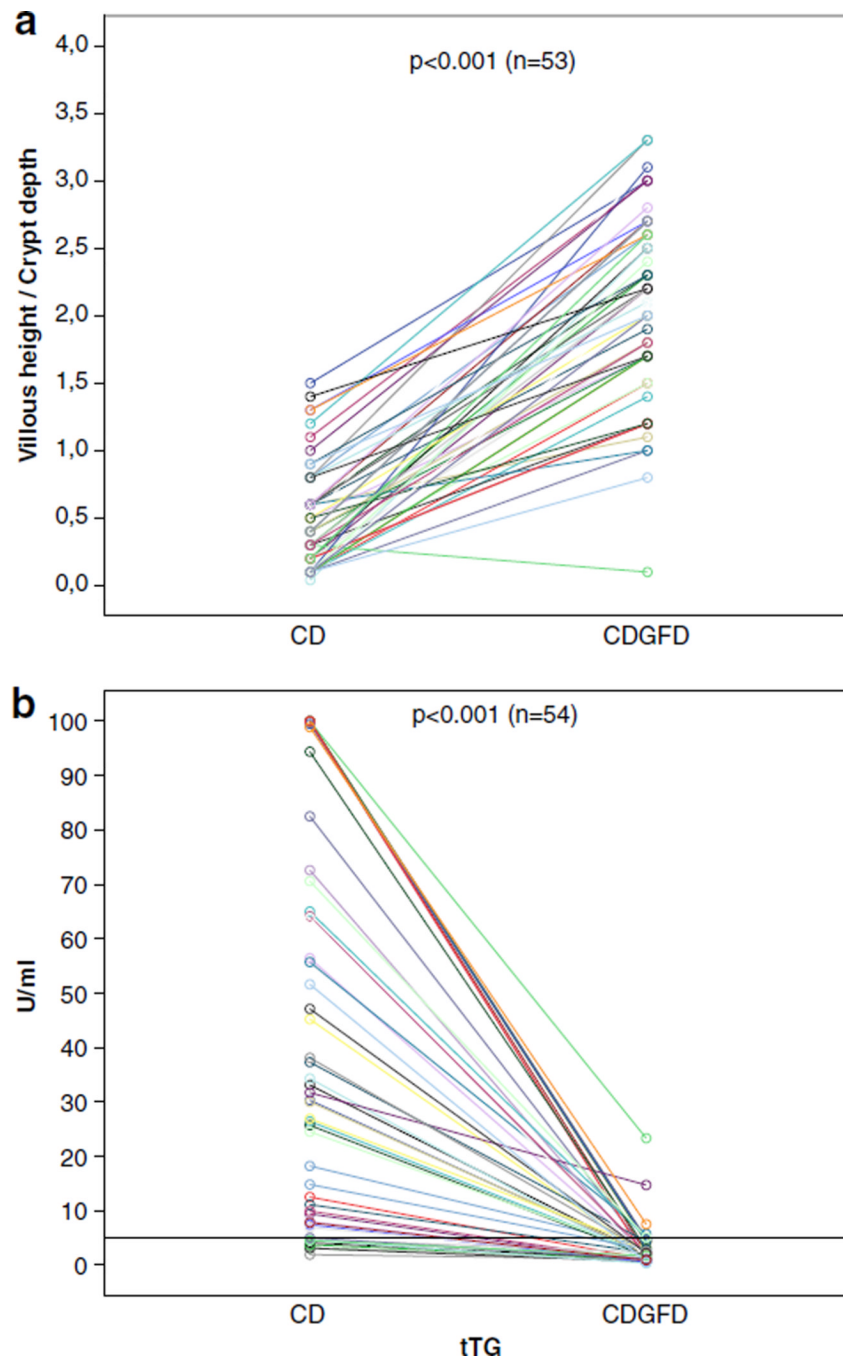 a
p<0.001 (n=53)
Villous height / Crypt depth
4,0
3,5
3,0
2,5
2,0
1,5
1,0
0,5
0,0
CD CDGFD
b
p<0.001 (n=54)
U/ml
100
90
80
70
60
50
40
30
20
10
0
CD CDGFD
tTG